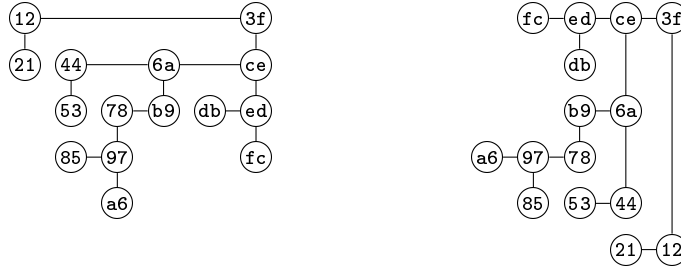 12 3f fc ed ce 3f
21 44 6a ce db
53 78 b9 db ed b9 6a
85 97 fc a6 97 78
a6 85 53 44
21 12